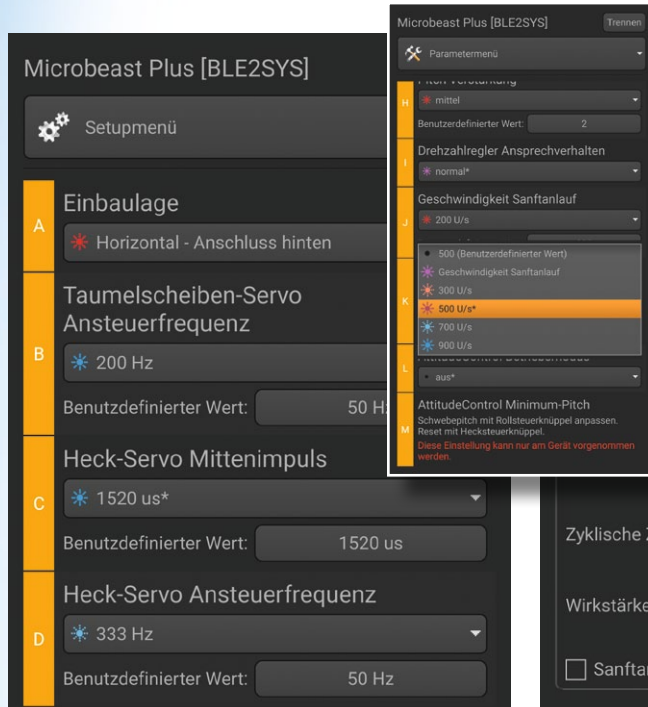 Microbeast Plus [BLE2SYS]
Setupmenü
A
Einbaulage
Horizontal - Anschluss hinten
B
Taumelscheiben-Servo
Ansteuerfrequenz
200 Hz
Benutzdefinierter Wert:
50
C
Heck-Servo Mittenimpuls
1520 us*
Benutzdefinierter Wert:
1520 us
D
Heck-Servo Ansteuerfrequenz
333 Hz
Benutzdefinierter Wert:
50 Hz
Microbeast Plus [BLE2SYS]
Trennen
Parametermenü
H
mittel
Benutzerdefinierter Wert:
2
I
Drehzahlregler Ansprechverhalten
normal*
J
Geschwindigkeit Sanftanlauf
200 U/s
500 (Benutzerdefinierter Wert)
Geschwindigkeit Sanftanlauf
300 U/s
K
500 U/s*
700 U/s
900 U/s
L
aus*
M
AttitudeControl Minimum-Pitch
Schwebepitch mit Rollsteuerknüppel anpassen.
Reset mit Hecksteuerknüppel.
Diese Einstellung kann nur am Gerät vorgenommen
werden.
Zyklische
Wirkstärke